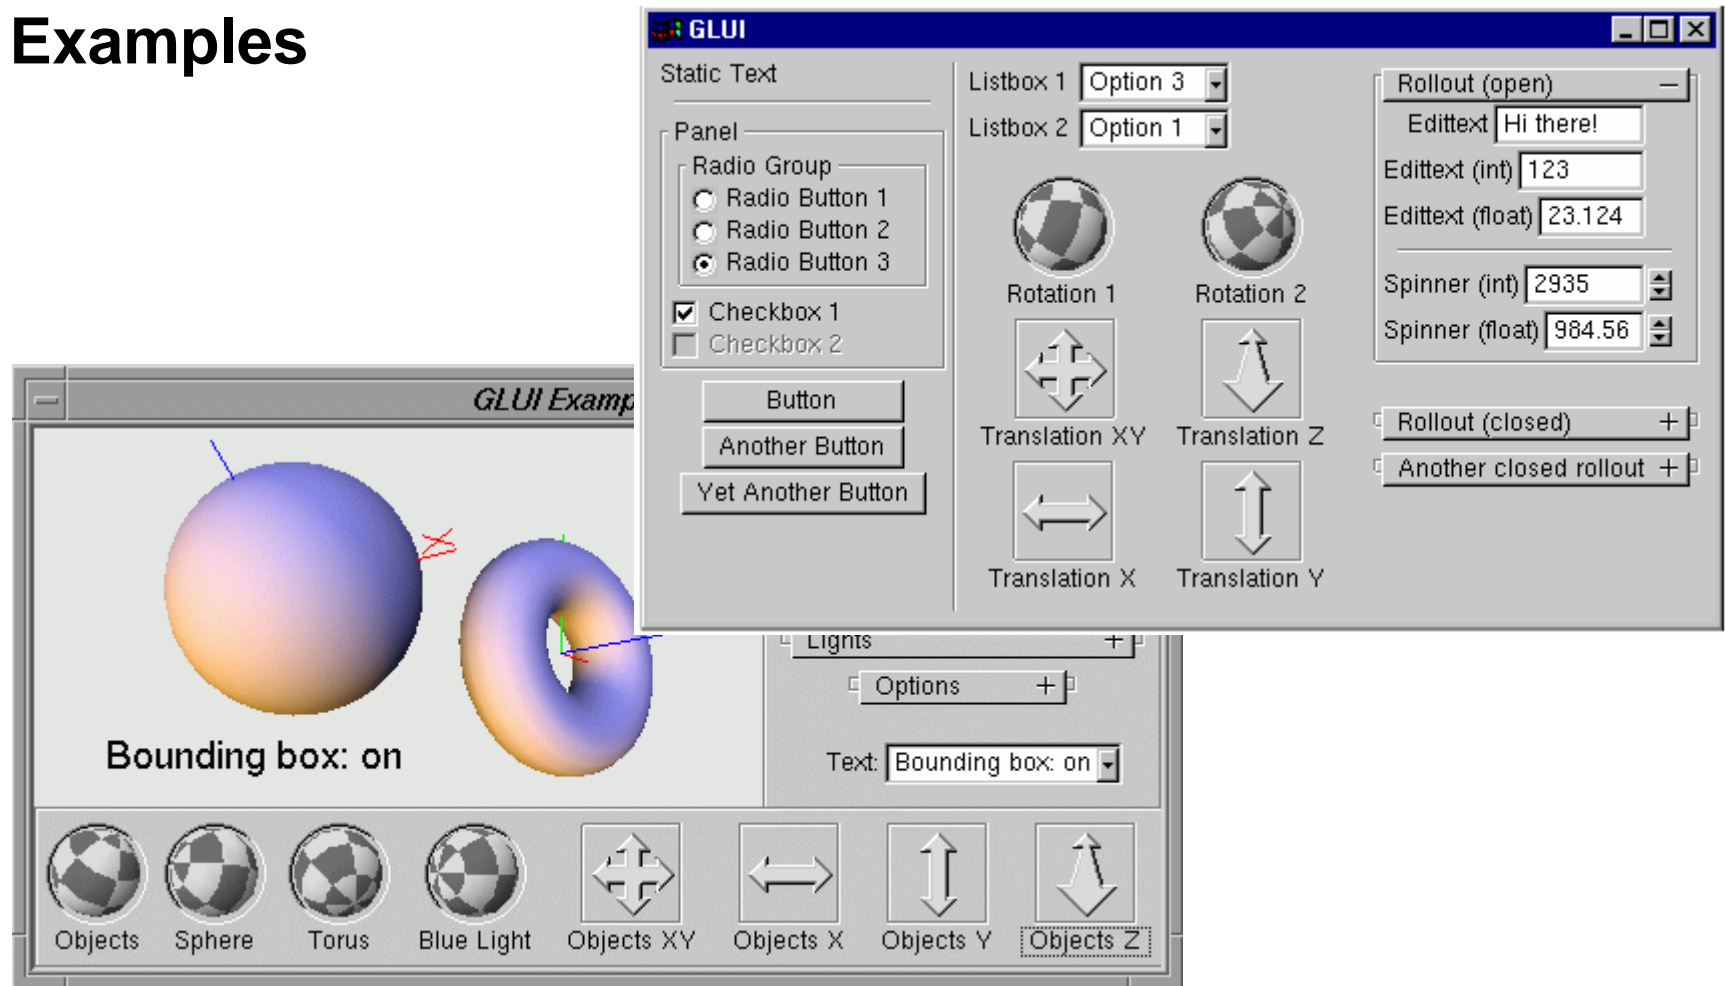 Examples
GLUI
Static Text
Panel
Radio Group
Radio Button 1
Radio Button 2
Radio Button 3
Checkbox 1
Checkbox 2
Button
Another Button
Yet Another Button
Listbox 1 Option 3
Listbox 2 Option 1
Rotation 1 Rotation 2
Translation XY Translation Z
Translation X Translation Y
Rollout (open)
Edittext Hi there!
Edittext (int) 123
Edittext (float) 23.124
Spinner (int) 2935
Spinner (float) 984.56
Rollout (closed)
Another closed rollout
GLUI Examp
Bounding box: on
Lights
Options
Text: Bounding box: on
Objects Sphere Torus Blue Light Objects XY Objects X Objects Y Objects Z